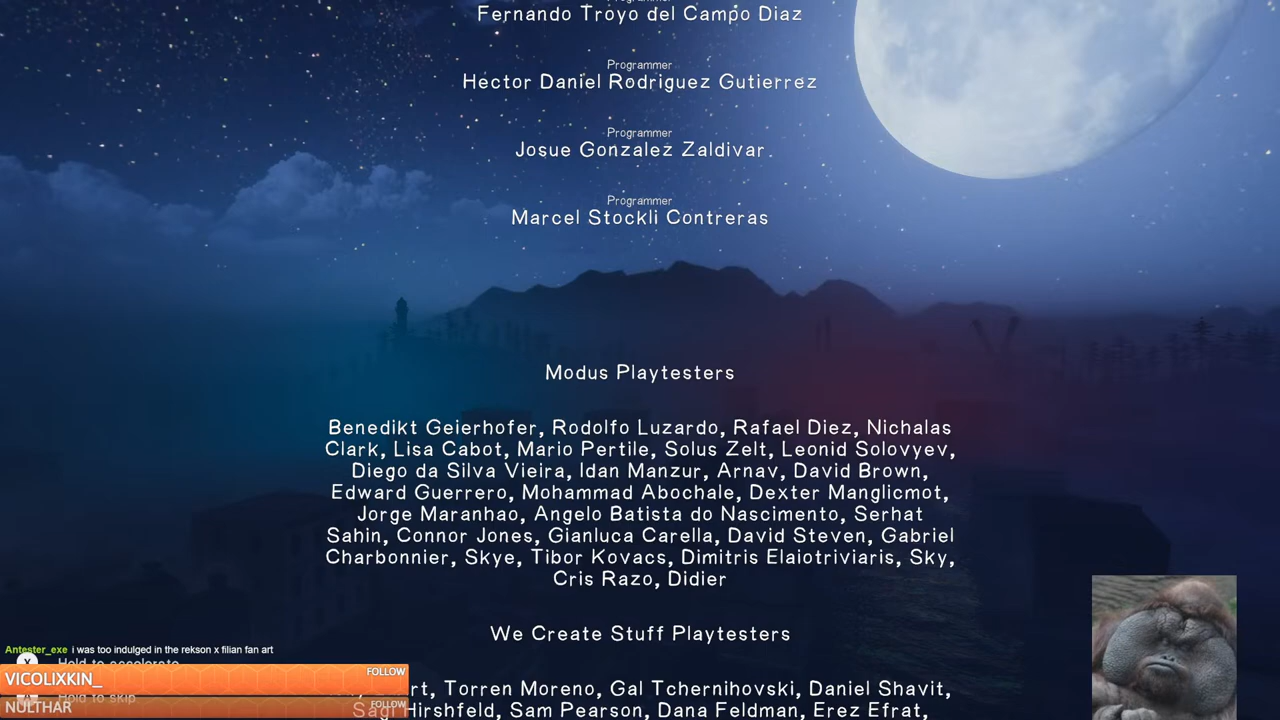 Fernando Troyo del Campo Diaz
Programmer
Hector Daniel Rodriguez Gutierrez
Programmer
Josue Gonzalez Zaldivar
Programmer
Marcel Stockli Contreras
Modus Playtesters
Benedikt Geierhofer, Rodolfo Luzardo, Rafael Diez, Nichalas
Clark, Lisa Cabot, Mario Pertile, Solus Zelt, Leonid Solovyev,
Diego da Silva Vieira, Idan Manzur, Arnav, David Brown,
Edward Guerrero, Mohammad Abochale, Dexter Manglicmot,
Jorge Maranhao, Angelo Batista do Nascimento, Serhat
Sahin, Connor Jones, Gianluca Carella, David Steven, Gabriel
Charbonnier, Skye, Tibor Kovacs, Dimitris Elaiotriviaris, Sky,
Cris Razo, Didier
We Create Stuff Playtesters
Torren Moreno, Gal Tchernihovski, Daniel Shavit,
Sagi Hirshfeld, Sam Pearson, Dana Feldman, Erez Efrat,
Antester_exe i was too indulged in the rekson x filian fan art
X Hold to accelerate
VICOLIXKIN_ FOLLOW
Hold to skip
NULTHAR FOLLOW